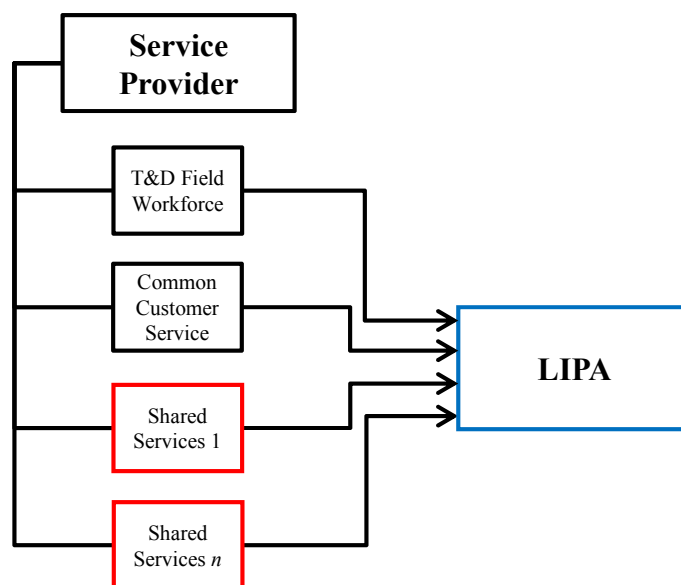 Service
Provider
T&D Field
Workforce
Common
Customer
Service
LIPA
Shared
Services 1
Shared
Services n